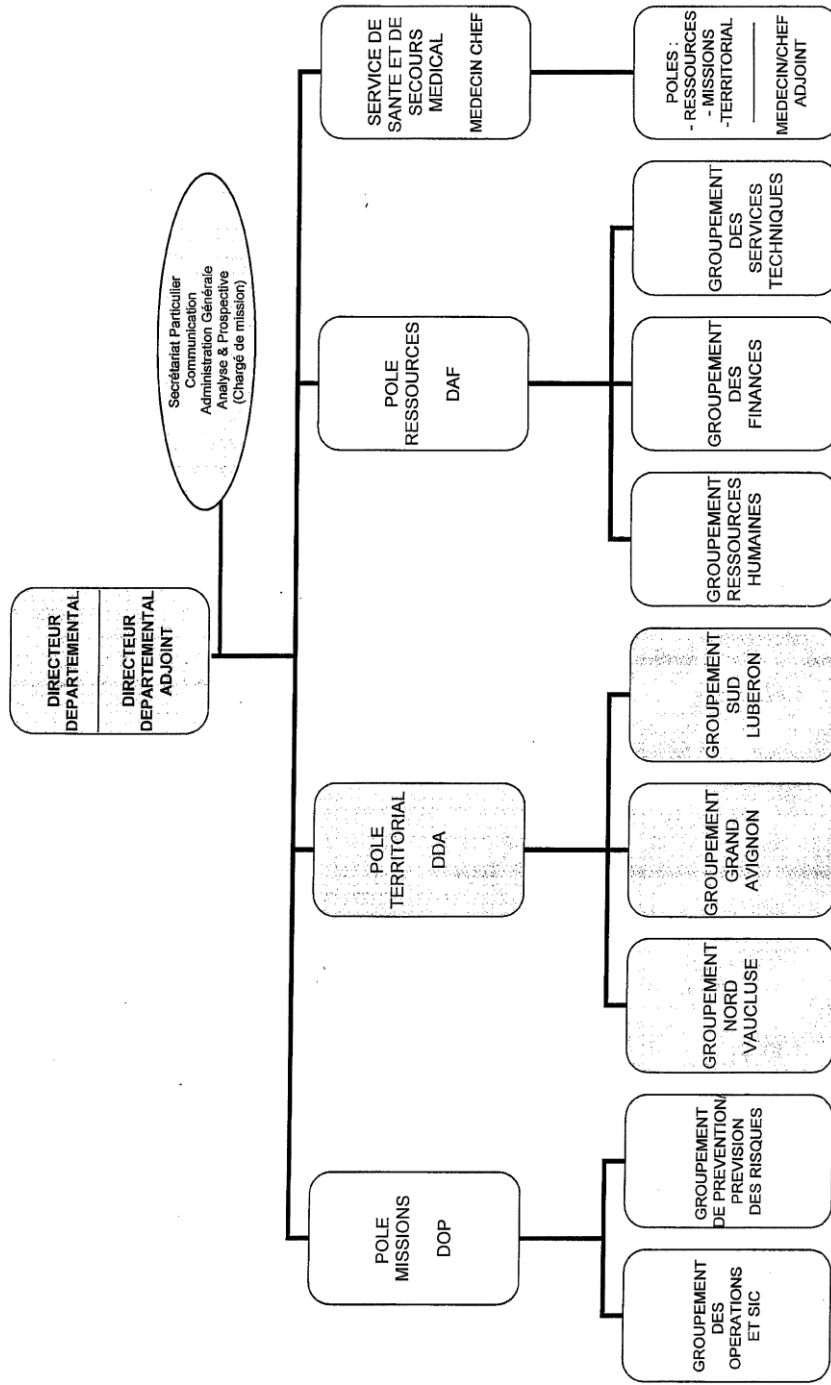 DIRECTEUR
DEPARTEMENTAL
DIRECTEUR
DEPARTEMENTAL
ADJOINT
Secrétariat Particulier
Communication
Administration Générale
Analyse & Prospective
(Chargé de mission)
POLE
MISSIONS
DOP
POLE
TERRITORIAL
DDA
POLE
RESSOURCES
DAF
SERVICE DE
SANTE ET DE
SECOURS
MEDICAL
MEDECIN CHEF
GROUPEMENT
DES
OPERATIONS
ET SIC
GROUPEMENT
DE PREVENTION/
PREVISION
DES RISQUES
GROUPEMENT
NORD
VAUCLUSE
GROUPEMENT
GRAND
AVIGNON
GROUPEMENT
SUD
LUBERON
GROUPEMENT
RESSOURCES
HUMAINES
GROUPEMENT
DES
FINANCES
GROUPEMENT
DES
SERVICES
TECHNIQUES
POLES :
- RESSOURCES
- MISSIONS
-TERRITORIAL
MEDECIN/CHEF
ADJOINT